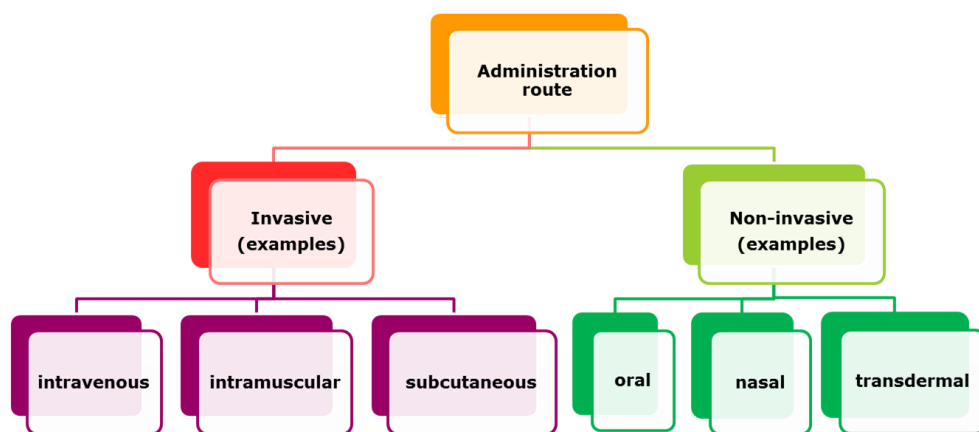 Administration
route
Invasive
(examples)
Non-invasive
(examples)
intravenous
intramuscular
subcutaneous
oral
nasal
transdermal